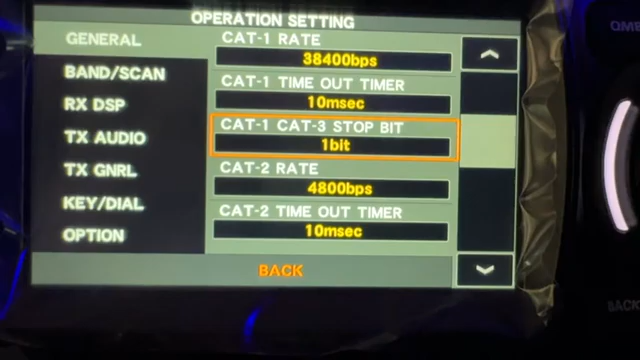 OPERATION SETTING
GENERAL
BAND/SCAN
RX DSP
TX AUDIO
TX GNRL
KEY/DIAL
OPTION
CAT-1 RATE
38400bps
CAT-1 TIME OUT TIMER
10msec
CAT-1 CAT-3 STOP BIT
1bit
CAT-2 RATE
4800bps
CAT-2 TIME OUT TIMER
10msec
BACK
BACK